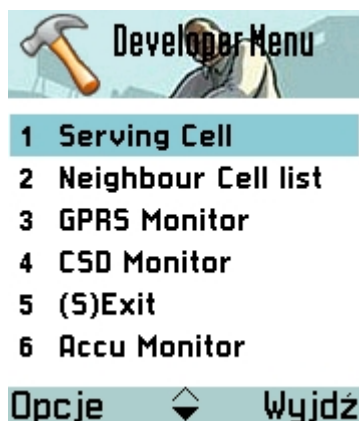 Developer Menu
1 Serving Cell
2 Neighbour Cell list
3 GPRS Monitor
4 CSD Monitor
5 (S)Exit
6 Accu Monitor
Opcje Wyjdź